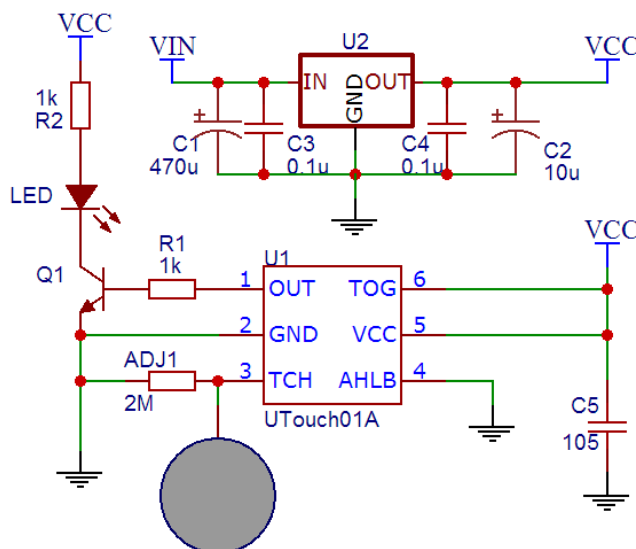 VCC
1k
R2
LED
Q1
VIN
U2
IN
OUT
GND
VCC
C1
470u
C3
0.1u
C4
0.1u
C2
10u
R1
1k
U1
1
OUT
TOG
6
2
GND
VCC
5
3
TCH
AHLB
4
UTouch01A
ADJ1
2M
VCC
C5
105